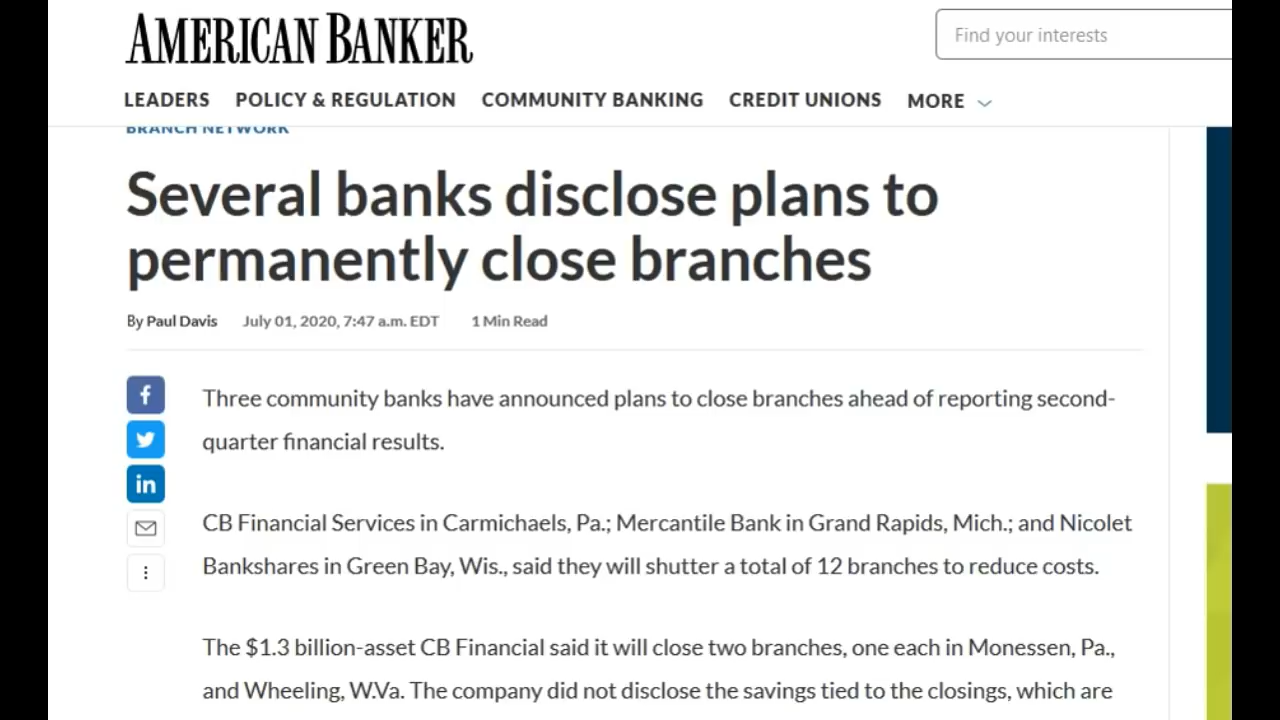 AMERICAN BANKER
Find your interests
LEADERS POLICY & REGULATION COMMUNITY BANKING CREDIT UNIONS MORE
BRANCH NETWORK
Several banks disclose plans to
permanently close branches
By Paul Davis July 01, 2020, 7:47 a.m. EDT 1 Min Read
f
in
Three community banks have announced plans to close branches ahead of reporting second-
quarter financial results.
CB Financial Services in Carmichaels, Pa.; Mercantile Bank in Grand Rapids, Mich.; and Nicolet
Bankshares in Green Bay, Wis., said they will shutter a total of 12 branches to reduce costs.
The $1.3 billion-asset CB Financial said it will close two branches, one each in Monessen, Pa.,
and Wheeling, W.Va. The company did not disclose the savings tied to the closings, which are